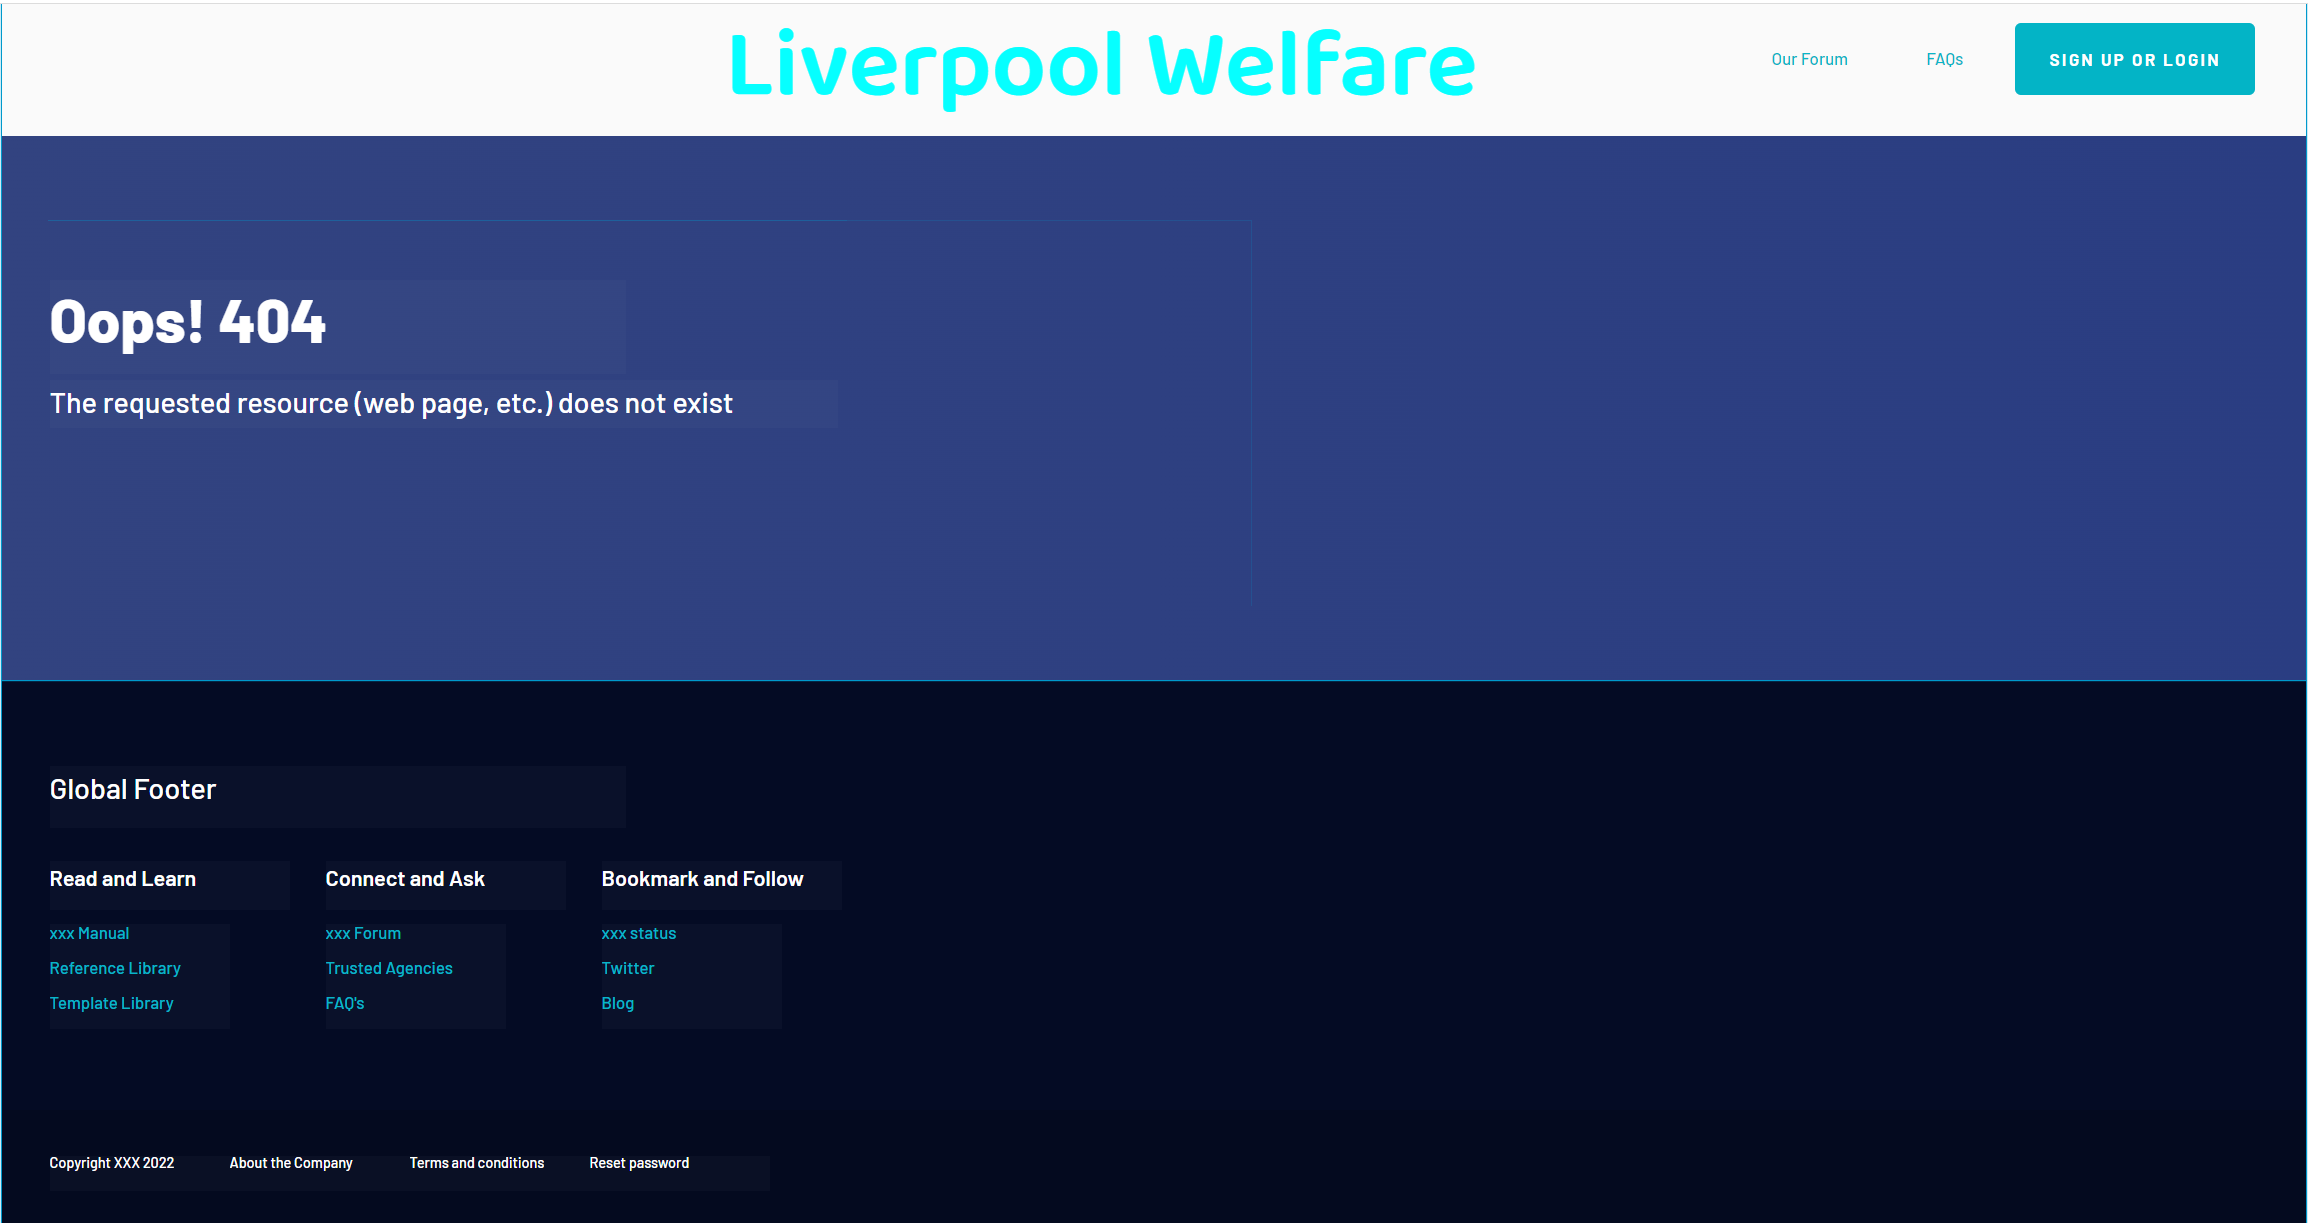 Liverpool Welfare
Our Forum
FAQs
SIGN UP OR LOGIN
Oops! 404
The requested resource (web page, etc.) does not exist
Global Footer
Read and Learn
xxx Manual
Reference Library
Template Library
Connect and Ask
xxx Forum
Trusted Agencies
FAQ's
Bookmark and Follow
xxx status
Twitter
Blog
Copyright XXX 2022
About the Company
Terms and conditions
Reset password